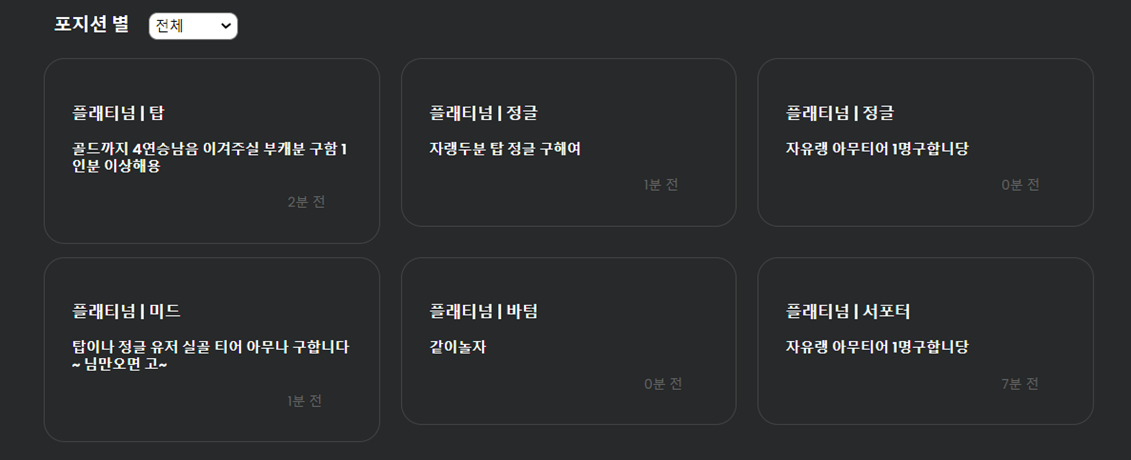 포지션 별
전체
플래티넘 | 탑
골드까지 4연승남음 이겨주실 부캐분 구함 1
인분 이상해용
2분 전
플래티넘 | 정글
자랭두분 탑 정글 구해여
1분 전
플래티넘 | 정글
자유랭 아무티어 1명구합니당
0분 전
플래티넘 | 미드
탑이나 정글 유저 실골 티어 아무나 구합니다
~ 님만오면 고~
1분 전
플래티넘 | 바텀
같이놀자
0분 전
플래티넘 | 서포터
자유랭 아무티어 1명구합니당
7분 전